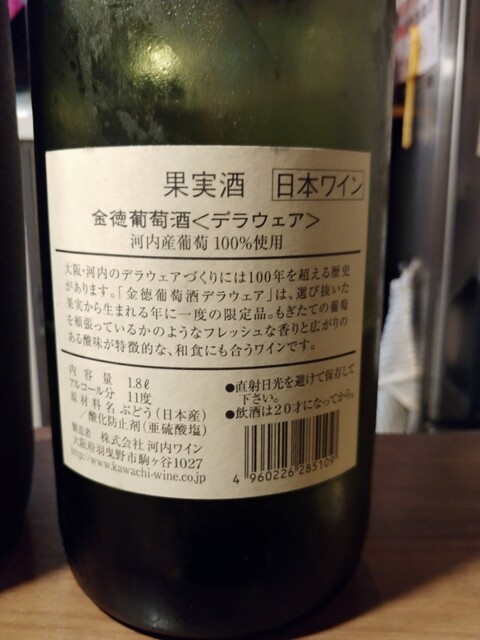 果実酒 日本ワイン
金徳葡萄酒<デラウェア>
河内産葡萄 100%使用
大阪・河内のデラウェアづくりには100年を超える歴史
があります。「金徳葡萄酒デラウェア」は、選び抜いた
果実から生まれる年に一度の限定品。もぎたての葡萄
を頬張っているかのようなフレッシュな香りと広がりの
ある酸味が特徴的な、和食にも合うワインです。
内容量 1.8ℓ
アルコール分 11度
原材料名 ぶどう(日本産)
/酸化防止剤(亜硫酸塩)
製造者 株式会社 河内ワイン
大阪府羽曳野市駒ヶ谷1027
http://www.kawachi-wine.co.jp
●直射日光を避けて保存して
下さい。
●飲酒は20才になってから。
4 960226 285109